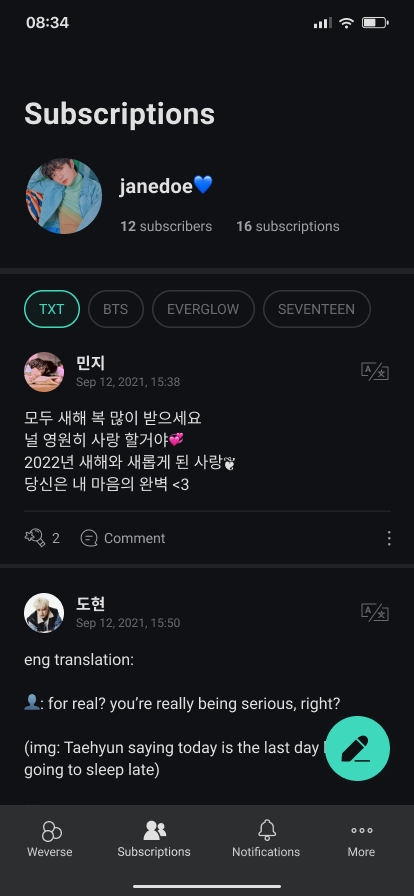 08:34
Subscriptions
janedoe💙
12 subscribers 16 subscriptions
TXT BTS EVERGLOW SEVENTEEN
민지
Sep 12, 2021, 15:38
모두 새해 복 많이 받으세요
널 영원히 사랑 할거야💞
2022년 새해와 새롭게 된 사랑❦
당신은 내 마음의 완벽 <3
2 Comment
도현
Sep 12, 2021, 15:50
eng translation:
👤: for real? you’re really being serious, right?
(img: Taehyun saying today is the last day
going to sleep late)
Weverse Subscriptions Notifications More